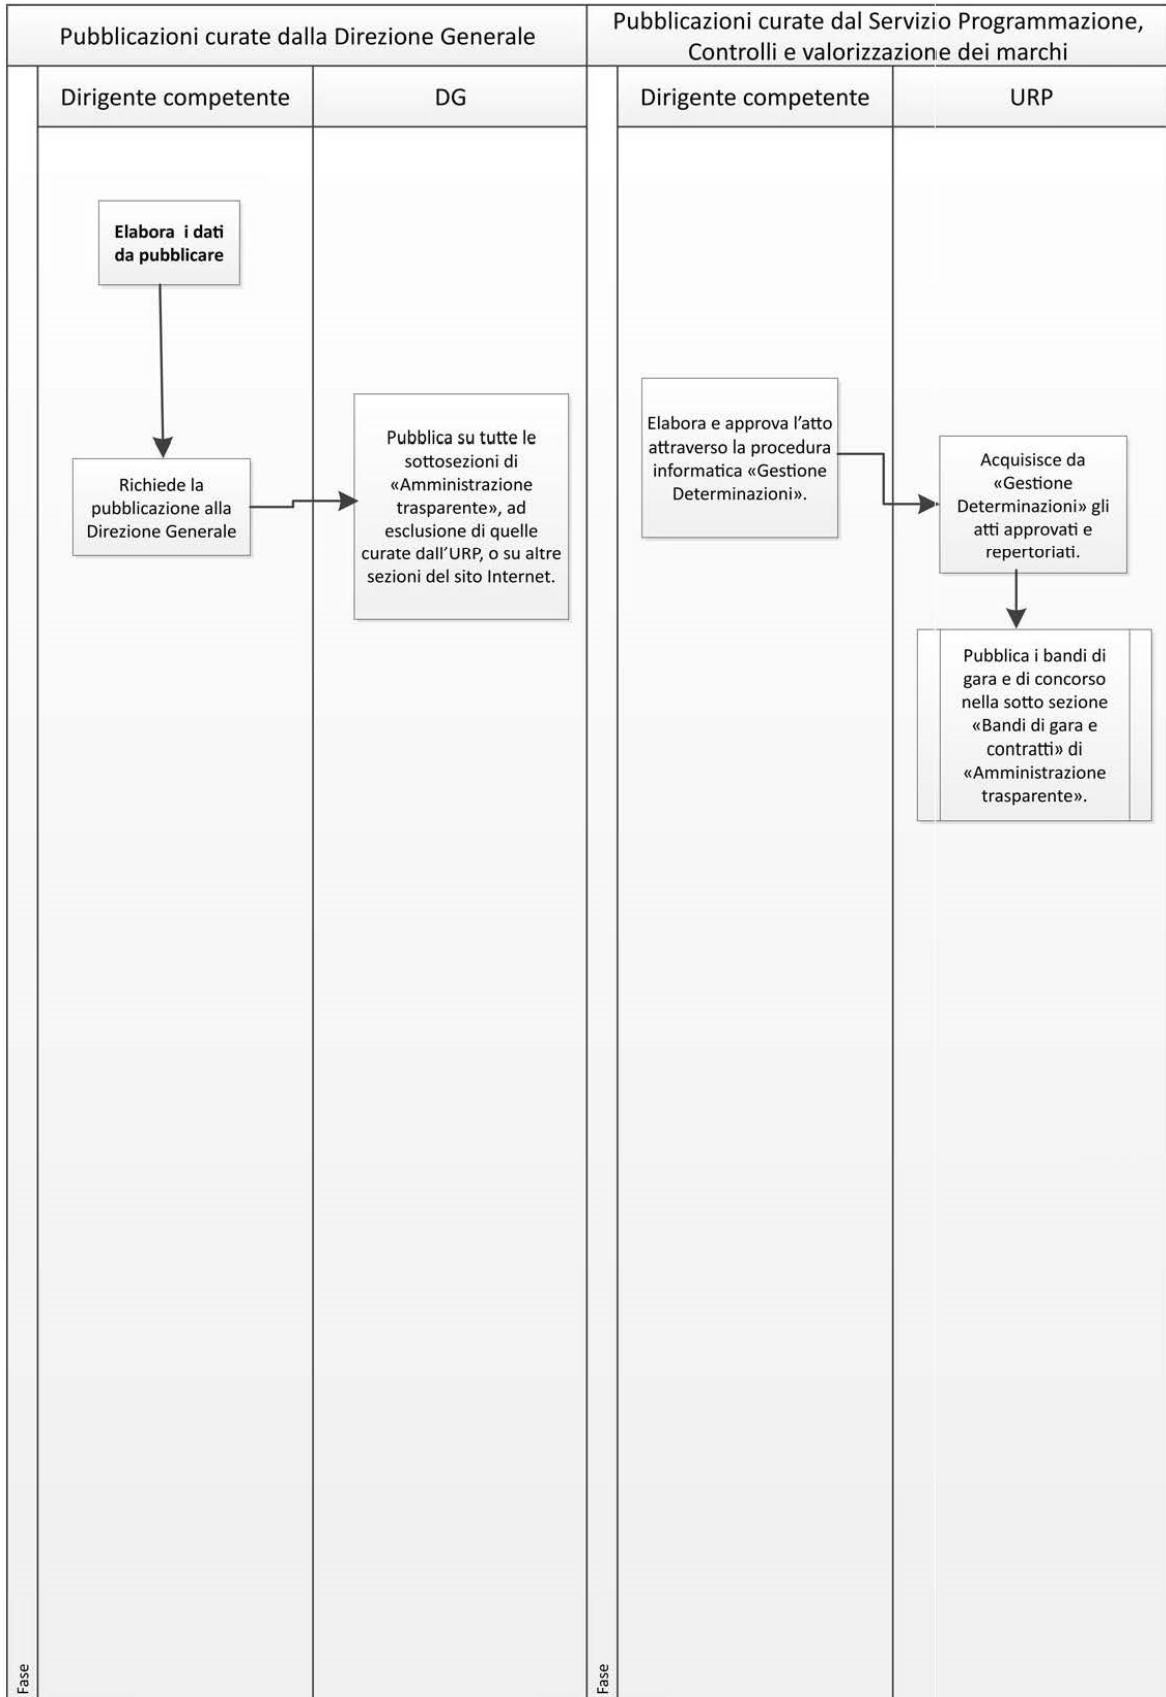 Pubblicazioni curate dalla Direzione Generale
Pubblicazioni curate dal Servizio Programmazione,
Controlli e valorizzazione dei marchi
Dirigente competente
DG
Dirigente competente
URP
Elabora i dati
da pubblicare
Richiede la
pubblicazione alla
Direzione Generale
Pubblica su tutte le
sottosezioni di
«Amministrazione
trasparente», ad
esclusione di quelle
curate dall’URP, o su altre
sezioni del sito Internet.
Elabora e approva l’atto
attraverso la procedura
informatica «Gestione
Determinazioni».
Acquisisce da
«Gestione
Determinazioni» gli
atti approvati e
repertoriati.
Pubblica i bandi di
gara e di concorso
nella sotto sezione
«Bandi di gara e
contratti» di
«Amministrazione
trasparente».
Fase
Fase